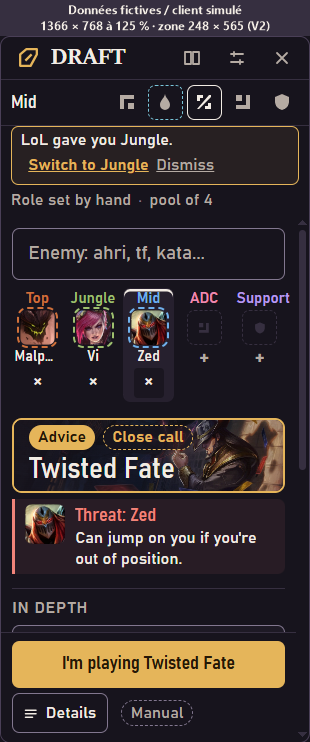 Données fictives / client simulé
1366 × 768 à 125 % · zone 248 × 565 (V2)
DRAFT
Mid
LoL gave you Jungle.
Switch to Jungle Dismiss
Role set by hand · pool of 4
Enemy: ahri, tf, kata...
Top Jungle Mid ADC Support
Malp... Vi Zed + +
× × ×
Advice Close call
Twisted Fate
Threat: Zed
Can jump on you if you're
out of position.
IN DEPTH
I'm playing Twisted Fate
Details Manual